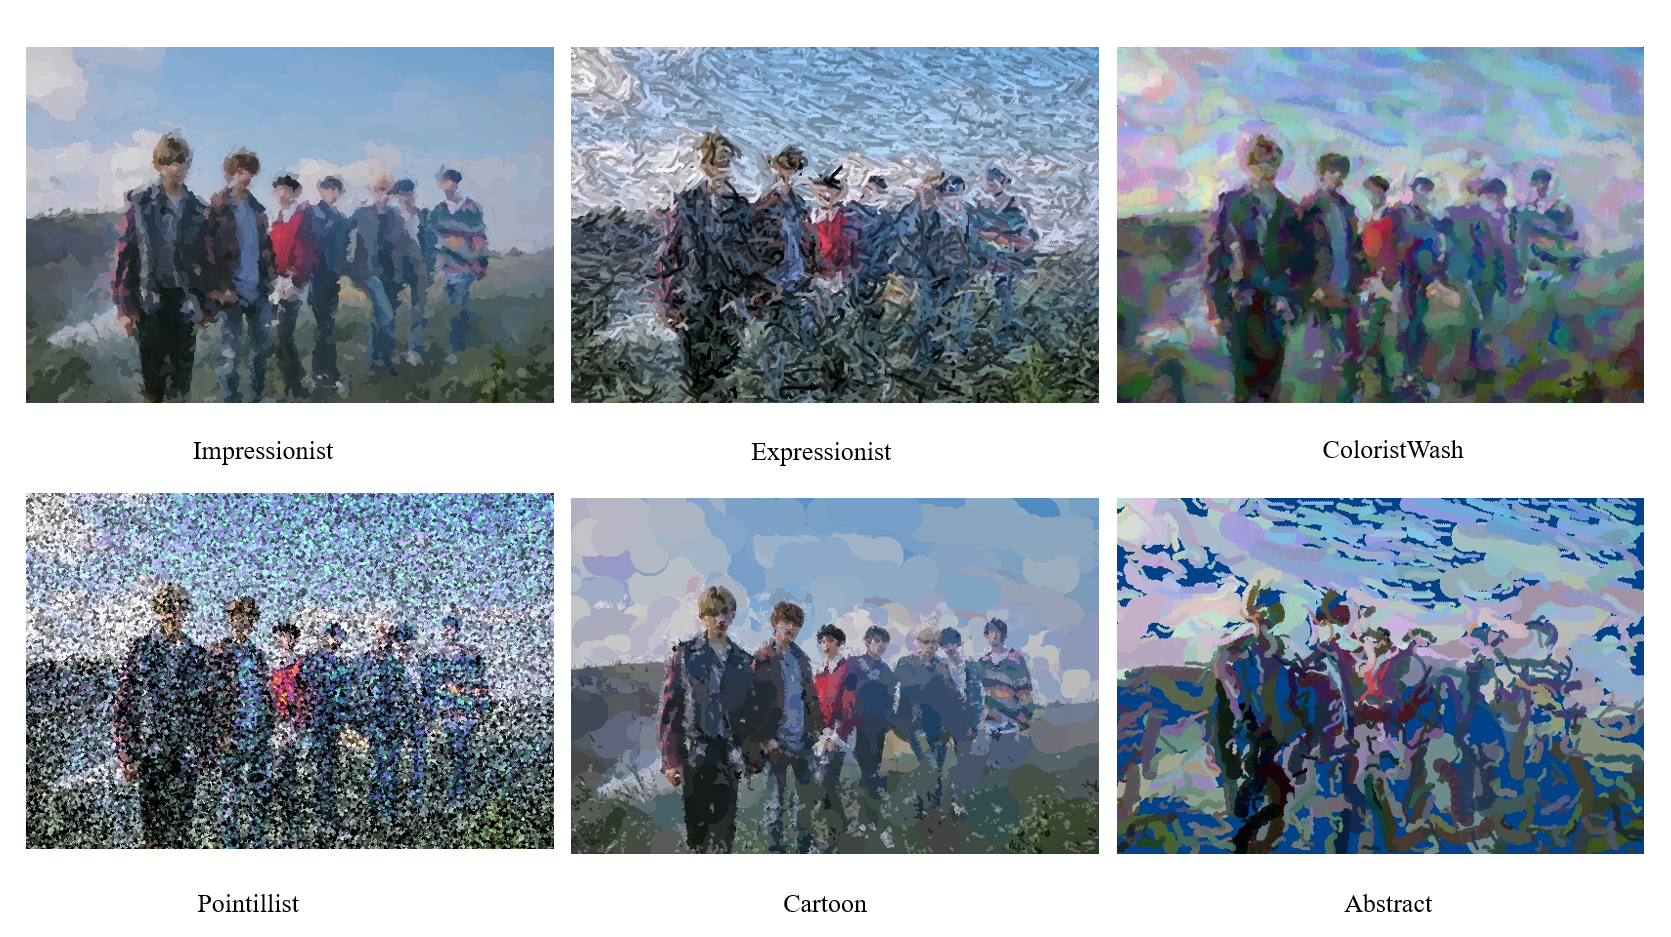 Impressionist
Expressionist
ColoristWash
Pointillist
Cartoon
Abstract